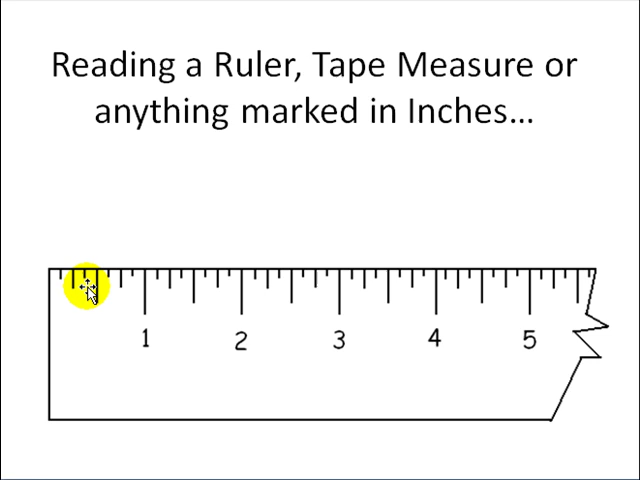 Reading a Ruler, Tape Measure or
anything marked in Inches…
1 2 3 4 5